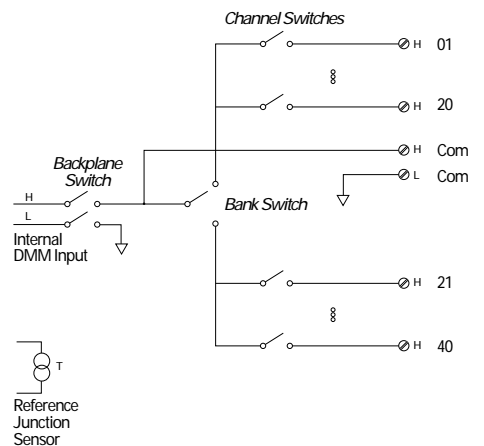 Channel Switches
H 01
H 20
H Com
L Com
Backplane
Switch
H
L
Internal
DMM Input
Bank Switch
H 21
H 40
T
Reference
Junction
Sensor